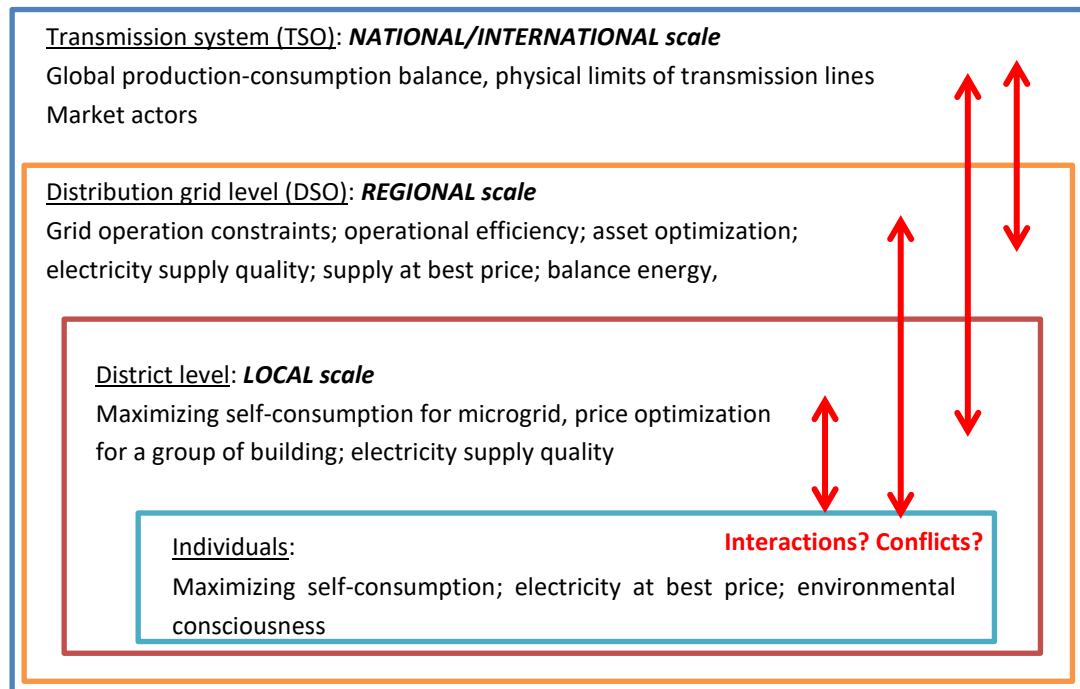 Transmission system (TSO): NATIONAL/INTERNATIONAL scale
Global production-consumption balance, physical limits of transmission lines
Market actors
Distribution grid level (DSO): REGIONAL scale
Grid operation constraints; operational efficiency; asset optimization;
electricity supply quality; supply at best price; balance energy,
District level: LOCAL scale
Maximizing self-consumption for microgrid, price optimization
for a group of building; electricity supply quality
Interactions? Conflicts?
Individuals:
Maximizing self-consumption; electricity at best price; environmental
consciousness